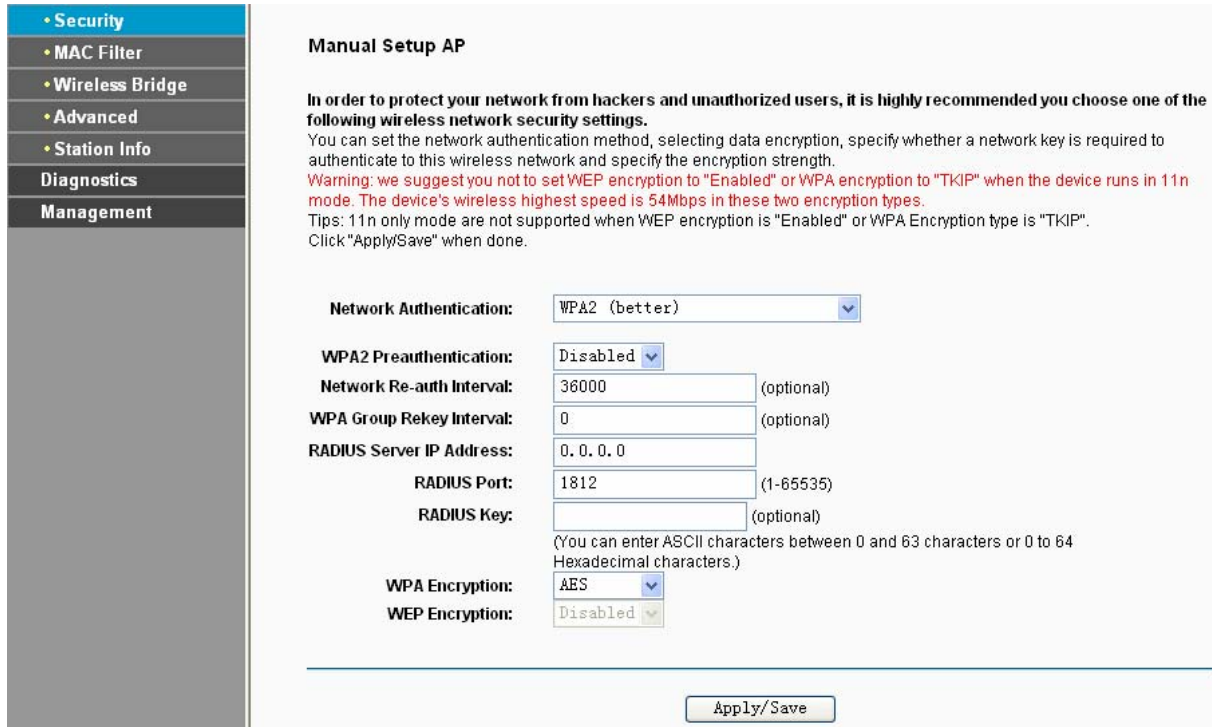 • Security
• MAC Filter
• Wireless Bridge
• Advanced
• Station Info
Diagnostics
Management
Manual Setup AP
In order to protect your network from hackers and unauthorized users, it is highly recommended you choose one of the
following wireless network security settings.
You can set the network authentication method, selecting data encryption, specify whether a network key is required to
authenticate to this wireless network and specify the encryption strength.
Warning: we suggest you not to set WEP encryption to "Enabled" or WPA encryption to "TKIP" when the device runs in 11n
mode. The device's wireless highest speed is 54Mbps in these two encryption types.
Tips: 11n only mode are not supported when WEP encryption is "Enabled" or WPA Encryption type is "TKIP".
Click "Apply/Save" when done.
Network Authentication: WPA2 (better)
WPA2 Preauthentication: Disabled
Network Re-auth Interval: 36000 (optional)
WPA Group Rekey Interval: 0 (optional)
RADIUS Server IP Address: 0.0.0.0
RADIUS Port: 1812 (1-65535)
RADIUS Key: (optional)
(You can enter ASCII characters between 0 and 63 characters or 0 to 64
Hexadecimal characters.)
WPA Encryption: AES
WEP Encryption: Disabled
Apply/Save